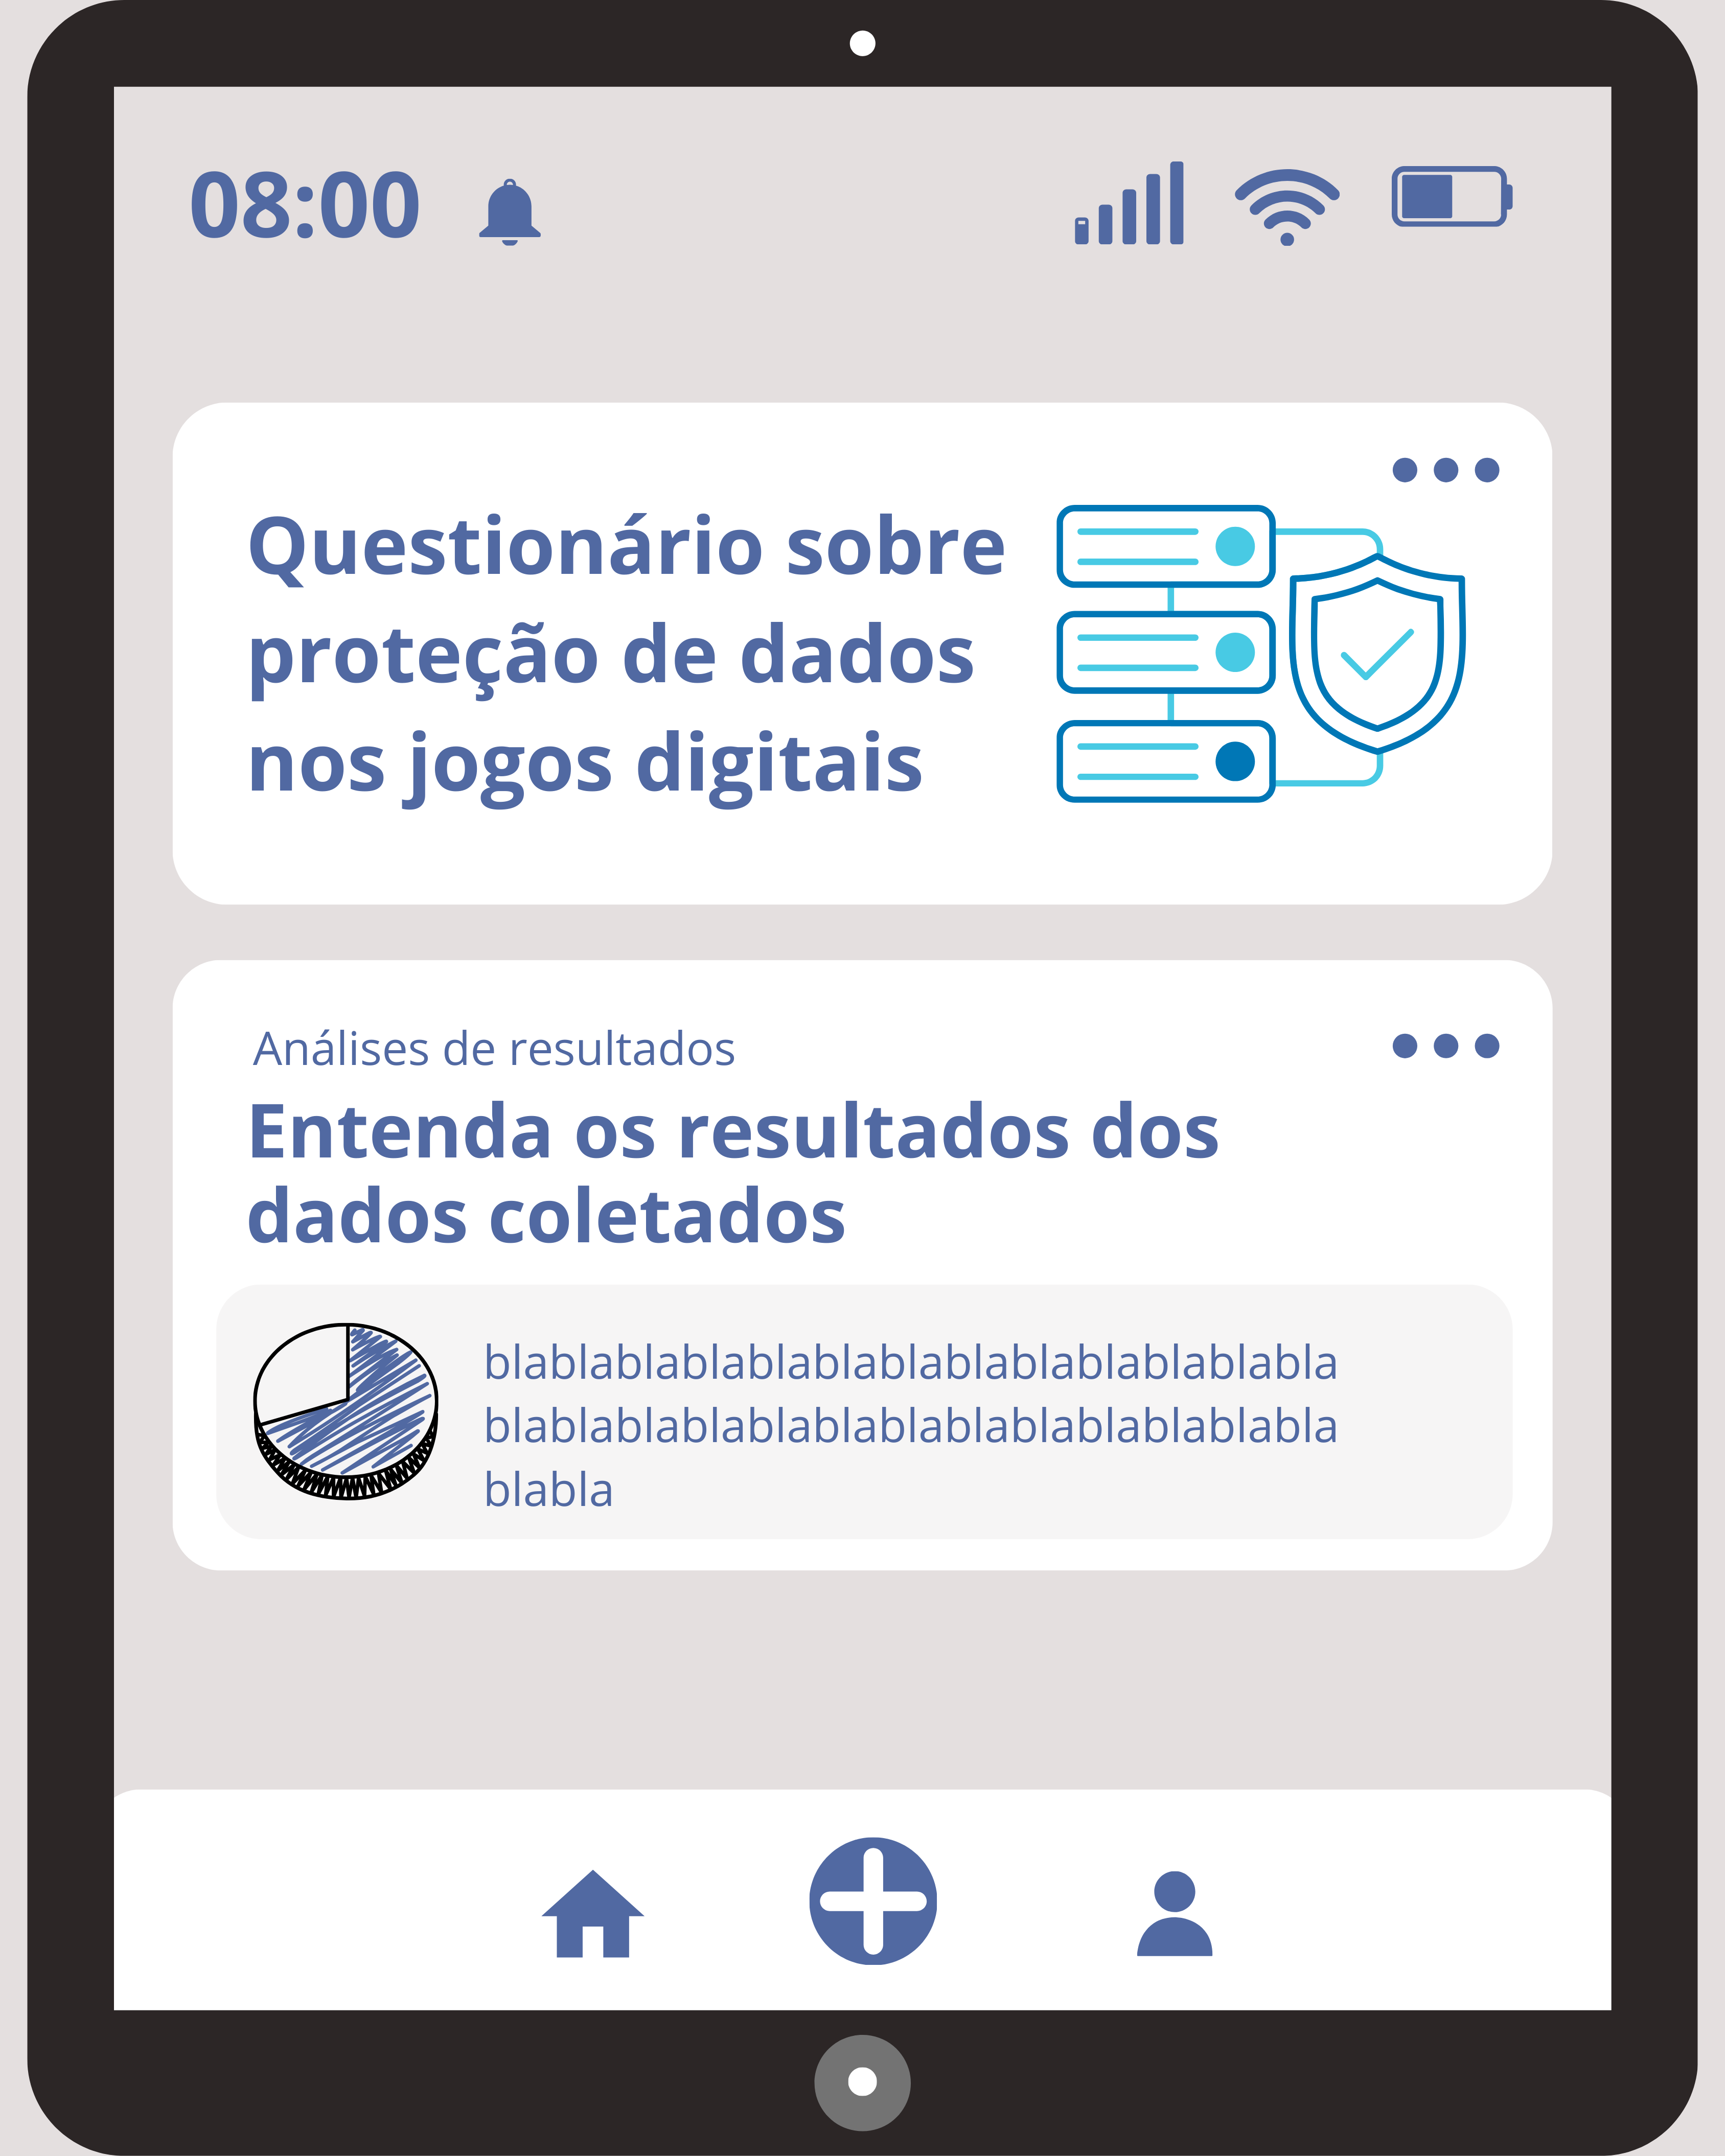 08:00
Questionário sobre
proteção de dados
nos jogos digitais
Análises de resultados
Entenda os resultados dos
dados coletados
blablablablablablablablablablablablabla
blablablablablablablablablablablablabla
blabla